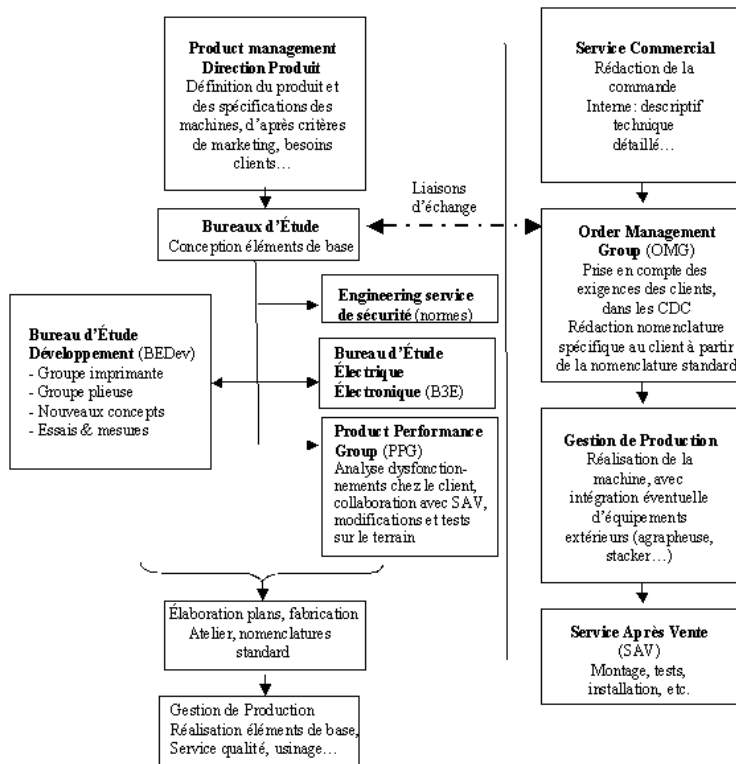 Product management
Direction Produit
Définition du produit et
des spécifications des
machines, d'après critères
de marketing, besoins
clients…
Bureaux d'Étude
Conception éléments de base
Engineering service
de sécurité (normes)
Bureau d'Étude
Développement (BEDev)
- Groupe imprimante
- Groupe plieuse
- Nouveaux concepts
- Essais & mesures
Bureau d'Étude
Électrique
Électronique (B3E)
Product Performance
Group (PPG)
Analyse dysfonction-
nements chez le client,
collaboration avec SAV,
modifications et tests
sur le terrain
Élaboration plans, fabrication
Atelier, nomenclatures
standard
Gestion de Production
Réalisation éléments de base,
Service qualité, usinage…
Liaisons
d'échange
Service Commercial
Rédaction de la
commande
Interne: descriptif
technique
détaillé…
Order Management
Group (OMG)
Prise en compte des
exigences des clients,
dans les CDC
Rédaction nomenclature
spécifique au client à partir
de la nomenclature standard
Gestion de Production
Réalisation de la
machine, avec
intégration éventuelle
d'équipements
extérieurs (agrapheuse,
stacker…)
Service Après Vente
(SAV)
Montage, tests,
installation, etc.